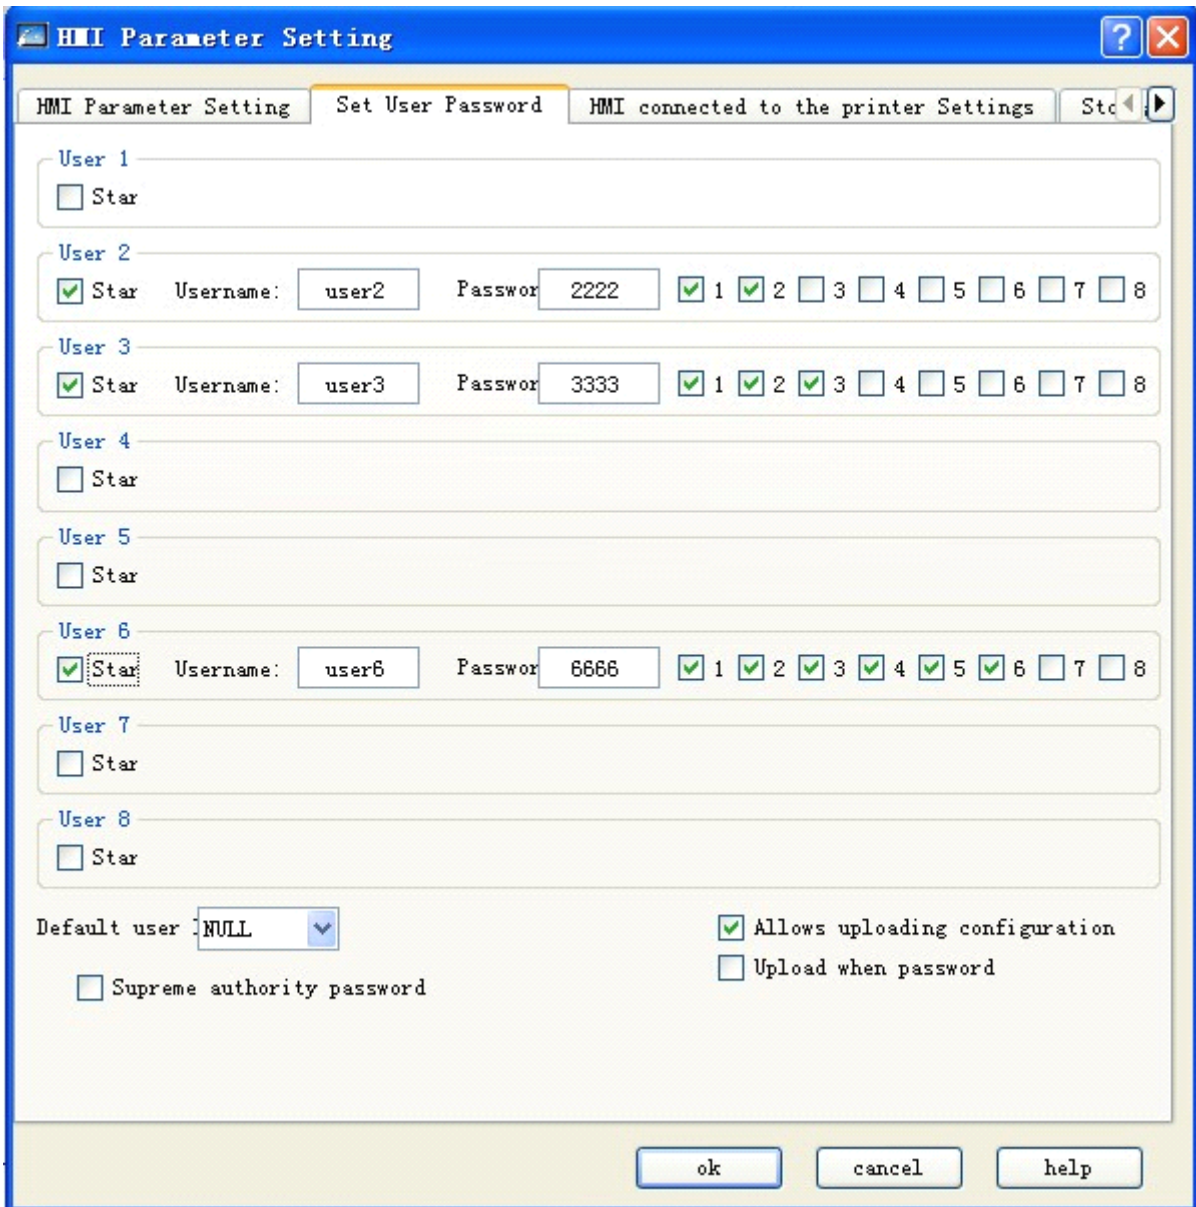 HMI Parameter Setting
HMI Parameter Setting Set User Password HMI connected to the printer Settings Sto
User 1
Star
User 2
Star Username: user2 Passwor 2222 1 2 3 4 5 6 7 8
User 3
Star Username: user3 Passwor 3333 1 2 3 4 5 6 7 8
User 4
Star
User 5
Star
User 6
Star Username: user6 Passwor 6666 1 2 3 4 5 6 7 8
User 7
Star
User 8
Star
Default user NULL Allows uploading configuration
Upload when password
Supreme authority password
ok cancel help